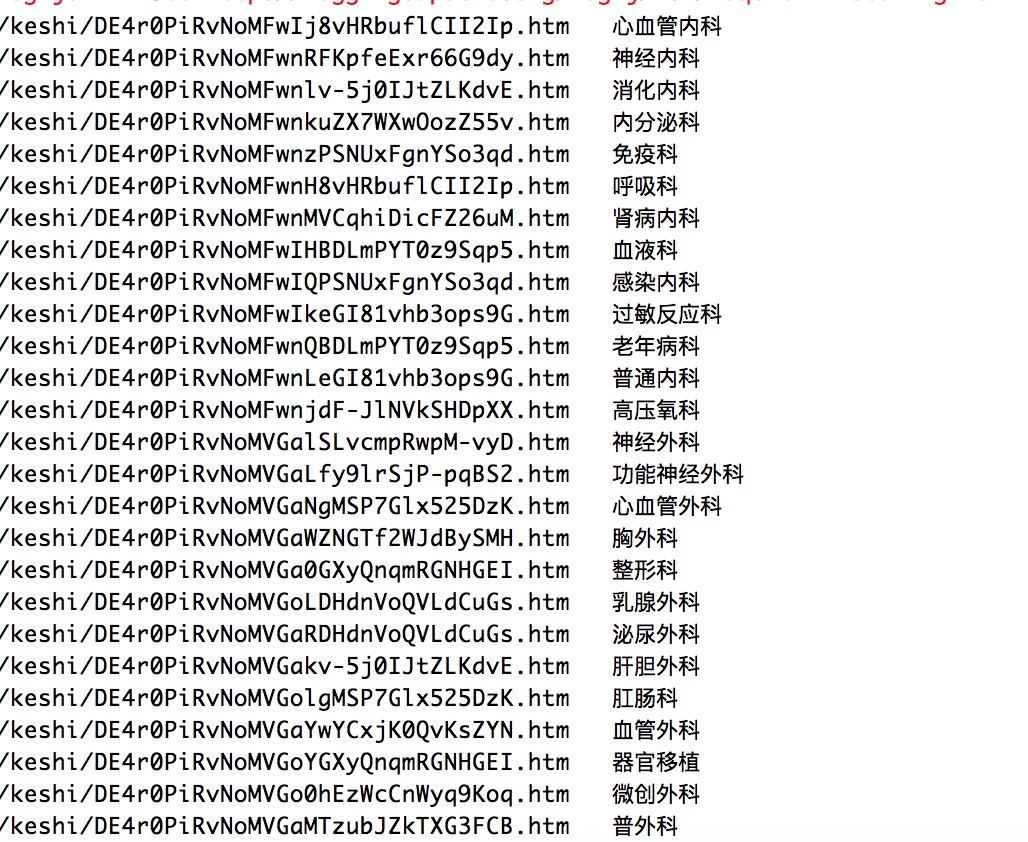 /keshi/DE4r0PiRvNoMFwIj8vHRbuflCII2Ip.htm 心血管内科
/keshi/DE4r0PiRvNoMFwnRFKpfeExr66G9dy.htm 神经内科
/keshi/DE4r0PiRvNoMFwnlv-5j0IJtZLKdvE.htm 消化内科
/keshi/DE4r0PiRvNoMFwnkuZX7WXwOozZ55v.htm 内分泌科
/keshi/DE4r0PiRvNoMFwnzPSNUxFgnYSo3qd.htm 免疫科
/keshi/DE4r0PiRvNoMFwnH8vHRbuflCII2Ip.htm 呼吸科
/keshi/DE4r0PiRvNoMFwnMVCqhiDicFZ26uM.htm 肾病内科
/keshi/DE4r0PiRvNoMFwIHBDLmPYT0z9Sqp5.htm 血液科
/keshi/DE4r0PiRvNoMFwIQPSNUxFgnYSo3qd.htm 感染内科
/keshi/DE4r0PiRvNoMFwIkeGI81vhb3ops9G.htm 过敏反应科
/keshi/DE4r0PiRvNoMFwnQBDLmPYT0z9Sqp5.htm 老年病科
/keshi/DE4r0PiRvNoMFwnLeGI81vhb3ops9G.htm 普通内科
/keshi/DE4r0PiRvNoMFwnjdF-JlNVkSHDpXX.htm 高压氧科
/keshi/DE4r0PiRvNoMVGalSLvcmpRwpM-vyD.htm 神经外科
/keshi/DE4r0PiRvNoMVGaLfy9lrSjP-pqBS2.htm 功能神经外科
/keshi/DE4r0PiRvNoMVGaNgMSP7Glx525DzK.htm 心血管外科
/keshi/DE4r0PiRvNoMVGaWZNGTf2WJdBySMH.htm 胸外科
/keshi/DE4r0PiRvNoMVGa0GXyQnqmRGNHGEI.htm 整形科
/keshi/DE4r0PiRvNoMVGoLDHdnVoQVLdCuGs.htm 乳腺外科
/keshi/DE4r0PiRvNoMVGaRDHdnVoQVLdCuGs.htm 泌尿外科
/keshi/DE4r0PiRvNoMVGakv-5j0IJtZLKdvE.htm 肝胆外科
/keshi/DE4r0PiRvNoMVGolgMSP7Glx525DzK.htm 肛肠科
/keshi/DE4r0PiRvNoMVGaYwYCxjK0QvKsZYN.htm 血管外科
/keshi/DE4r0PiRvNoMVGoYGXyQnqmRGNHGEI.htm 器官移植
/keshi/DE4r0PiRvNoMVGo0hEzWcCnWyq9Koq.htm 微创外科
/keshi/DE4r0PiRvNoMVGaMTzubJZkTXG3FCB.htm 普外科